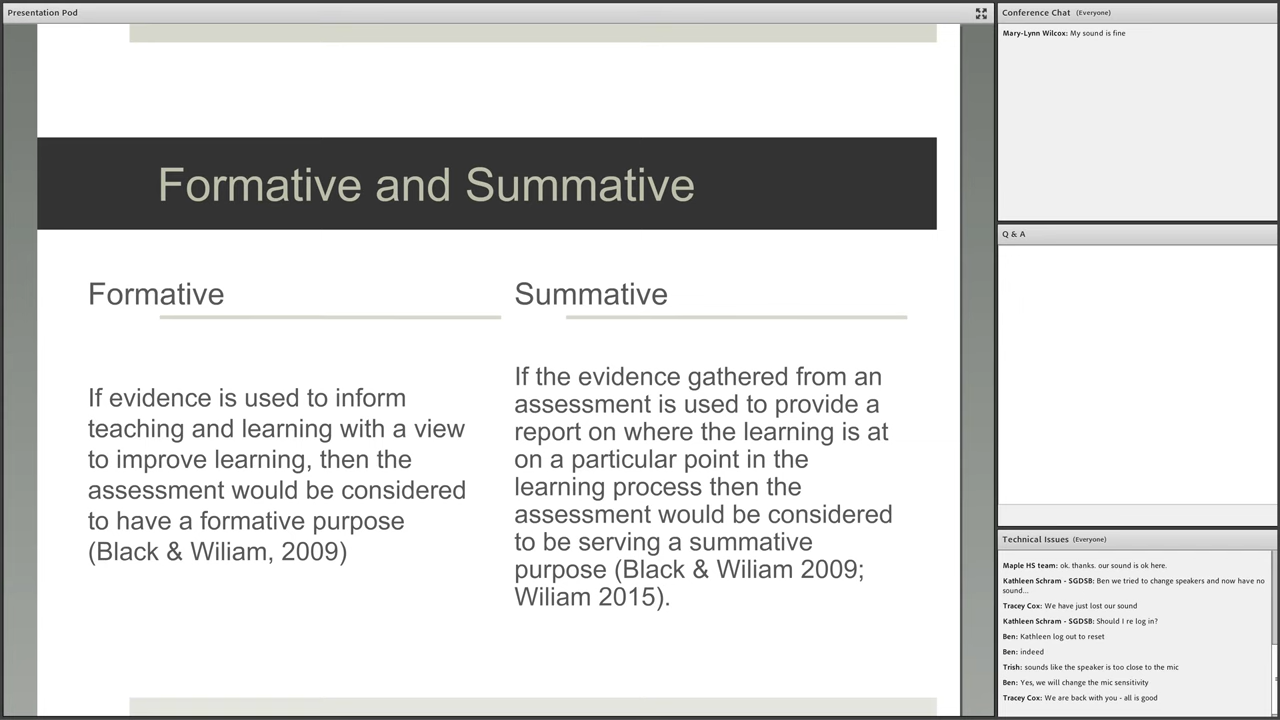 Presentation Pod
Formative and Summative
Formative
If evidence is used to inform
teaching and learning with a view
to improve learning, then the
assessment would be considered
to have a formative purpose
(Black & Wiliam, 2009)
Summative
If the evidence gathered from an
assessment is used to provide a
report on where the learning is at
on a particular point in the
learning process then the
assessment would be considered
to be serving a summative
purpose (Black & Wiliam 2009;
Wiliam 2015).
Conference Chat (Everyone)
Mary-Lynn Wilcox: My sound is fine
Q & A
Technical Issues (Everyone)
Maple HS team: ok. thanks. our sound is ok here.
Kathleen Schram - SGDSB: Ben we tried to change speakers and now have no
sound...
Tracey Cox: We have just lost our sound
Kathleen Schram - SGDSB: Should I re log in?
Ben: Kathleen log out to reset
Ben: indeed
Trish: sounds like the speaker is too close to the mic
Ben: Yes, we will change the mic sensitivity
Tracey Cox: We are back with you - all is good